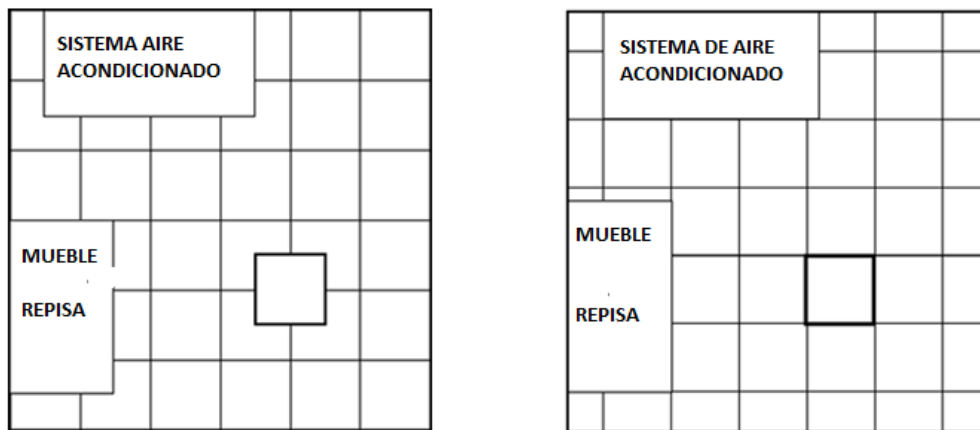 SISTEMA AIRE
ACONDICIONADO
MUEBLE
REPISA
SISTEMA DE AIRE
ACONDICIONADO
MUEBLE
REPISA